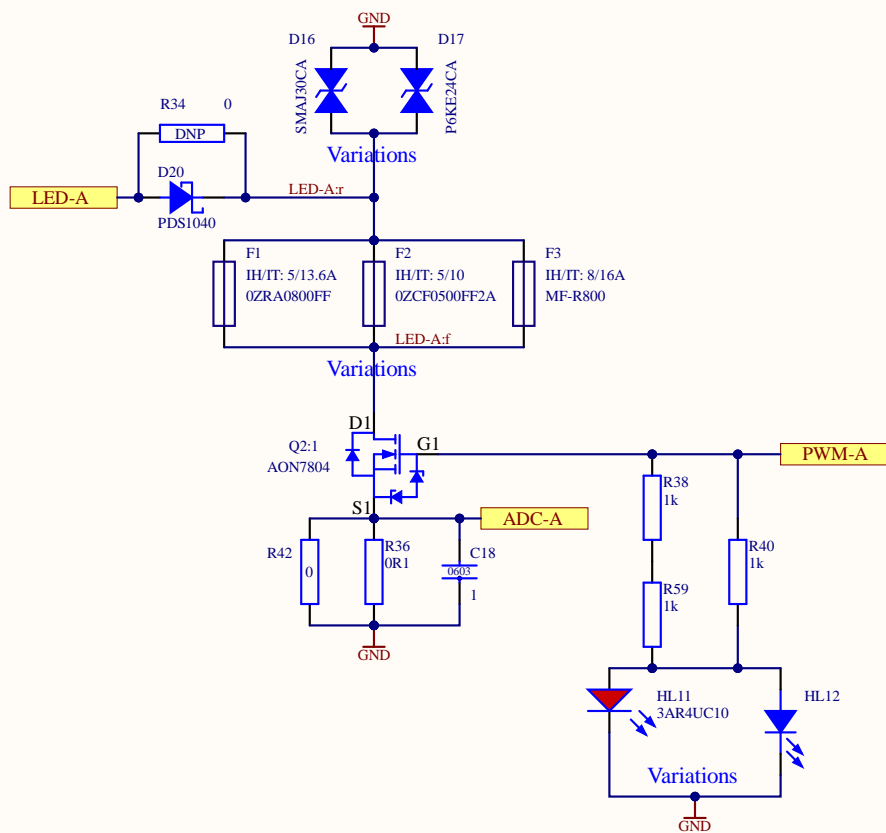 GND
D16
D17
SMAJ30CA
P6KE24CA
R34 0
DNP
Variations
D20
LED-A
LED-A:r
PDS1040
F1
IH/IT: 5/13.6A
0ZRA0800FF
F2
IH/IT: 5/10
0ZCF0500FF2A
F3
IH/IT: 8/16A
MF-R800
LED-A:f
Variations
D1
Q2:1
AON7804
G1
PWM-A
S1
ADC-A
R38
1k
R42
0
R36
0R1
C18
0603
1
R40
1k
R59
1k
GND
HL11
3AR4UC10
HL12
Variations
GND